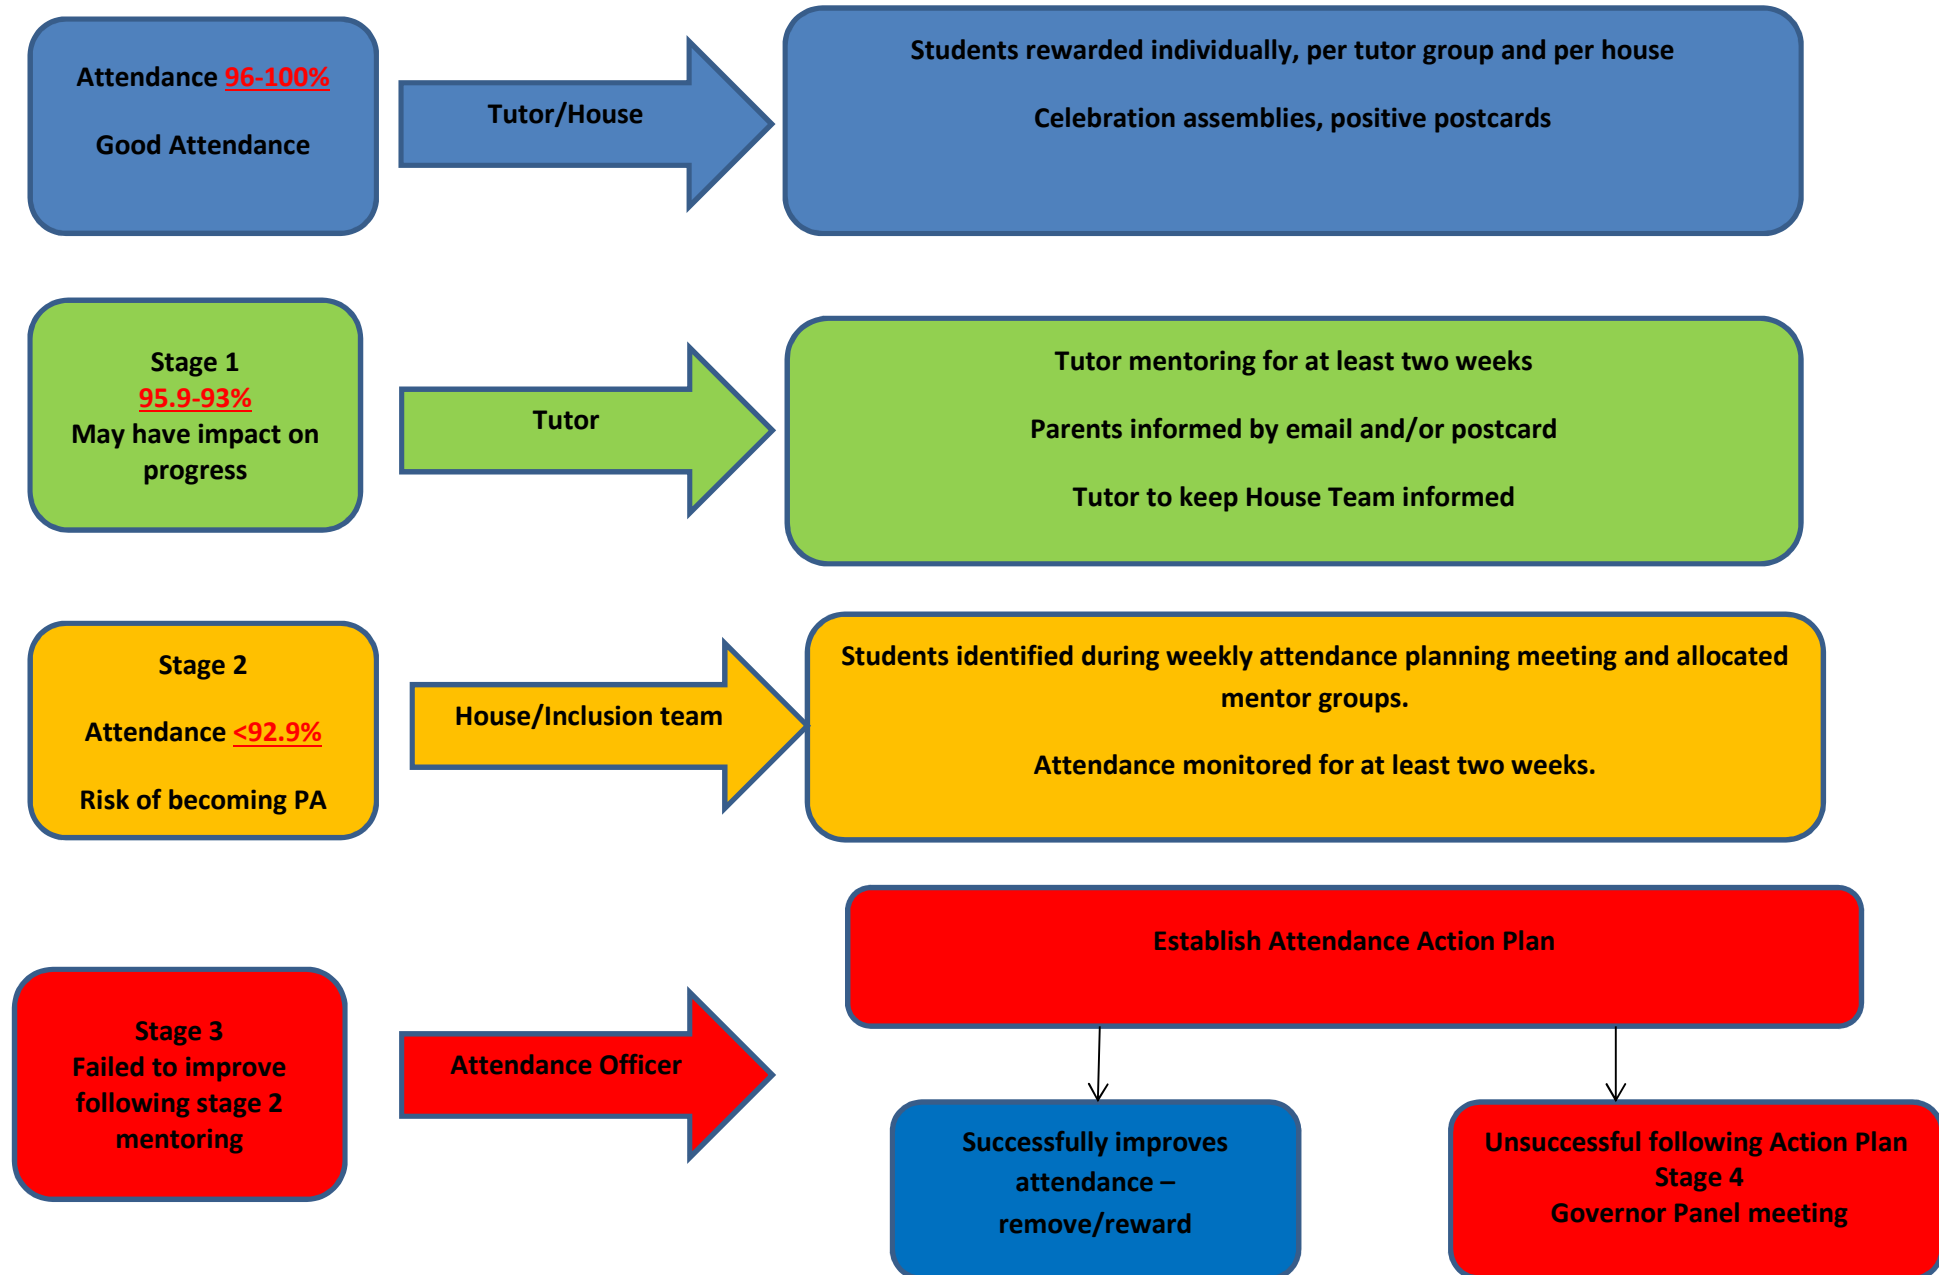 Attendance 96-100%
Good Attendance
Tutor/House
Students rewarded individually, per tutor group and per house
Celebration assemblies, positive postcards
Stage 1
95.9-93%
May have impact on
progress
Tutor
Tutor mentoring for at least two weeks
Parents informed by email and/or postcard
Tutor to keep House Team informed
Stage 2
Attendance <92.9%
Risk of becoming PA
House/Inclusion team
Students identified during weekly attendance planning meeting and allocated
mentor groups.
Attendance monitored for at least two weeks.
Stage 3
Failed to improve
following stage 2
mentoring
Attendance Officer
Establish Attendance Action Plan
Successfully improves
attendance –
remove/reward
Unsuccessful following Action Plan
Stage 4
Governor Panel meeting